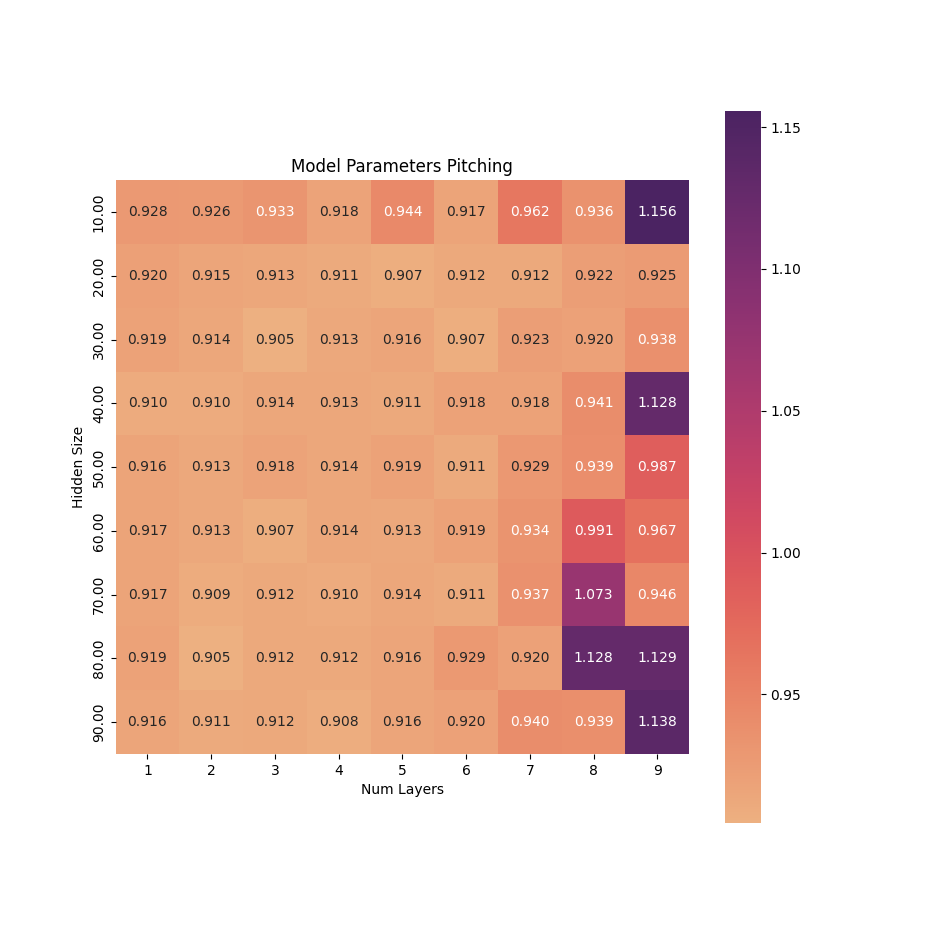 Model Parameters Pitching
1.15
1.10
1.05
1.00
0.95
Hidden Size
10.00 0.928 0.926 0.933 0.918 0.944 0.917 0.962 0.936 1.156
20.00 0.920 0.915 0.913 0.911 0.907 0.912 0.912 0.922 0.925
30.00 0.919 0.914 0.905 0.913 0.916 0.907 0.923 0.920 0.938
40.00 0.910 0.910 0.914 0.913 0.911 0.918 0.918 0.941 1.128
50.00 0.916 0.913 0.918 0.914 0.919 0.911 0.929 0.939 0.987
60.00 0.917 0.913 0.907 0.914 0.913 0.919 0.934 0.991 0.967
70.00 0.917 0.909 0.912 0.910 0.914 0.911 0.937 1.073 0.946
80.00 0.919 0.905 0.912 0.912 0.916 0.929 0.920 1.128 1.129
90.00 0.916 0.911 0.912 0.908 0.916 0.920 0.940 0.939 1.138
1 2 3 4 5 6 7 8 9
Num Layers